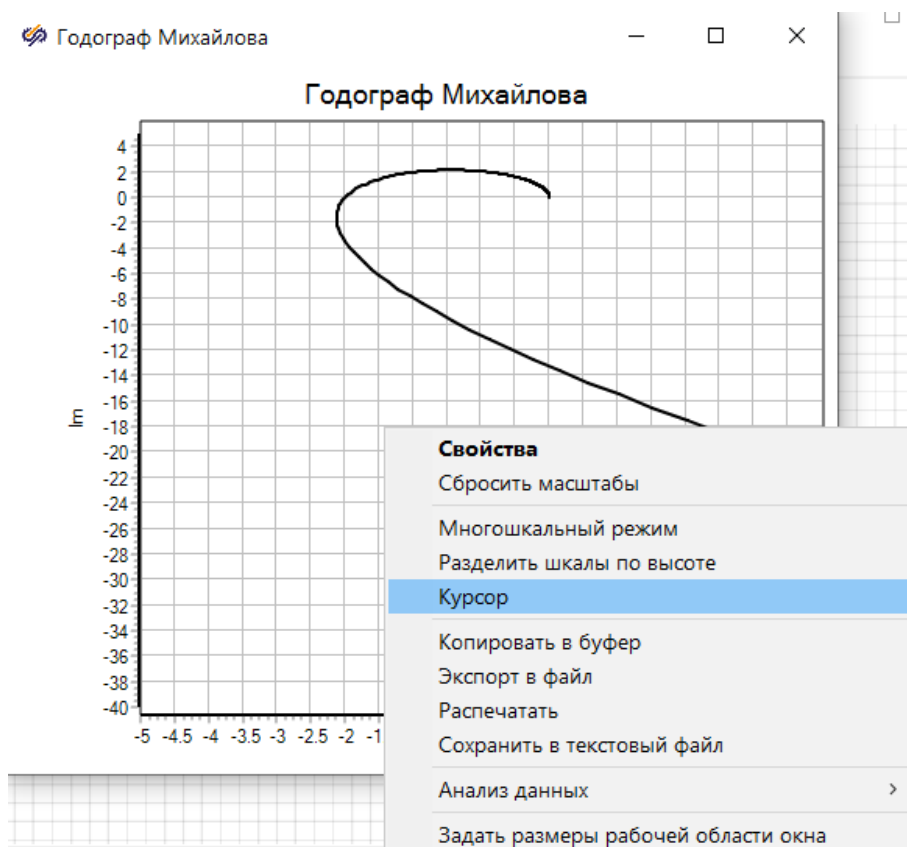 Годограф Михайлова
Годограф Михайлова
4
2
0
-2
-4
-6
-8
-10
-12
-14
-16
-18
-20
-22
-24
-26
-28
-30
-32
-34
-36
-38
-40
Im
-5 -4.5 -4 -3.5 -3 -2.5 -2 -1
Свойства
Сбросить масштабы
Многошкальный режим
Разделить шкалы по высоте
Курсор
Копировать в буфер
Экспорт в файл
Распечатать
Сохранить в текстовый файл
Анализ данных
Задать размеры рабочей области окна